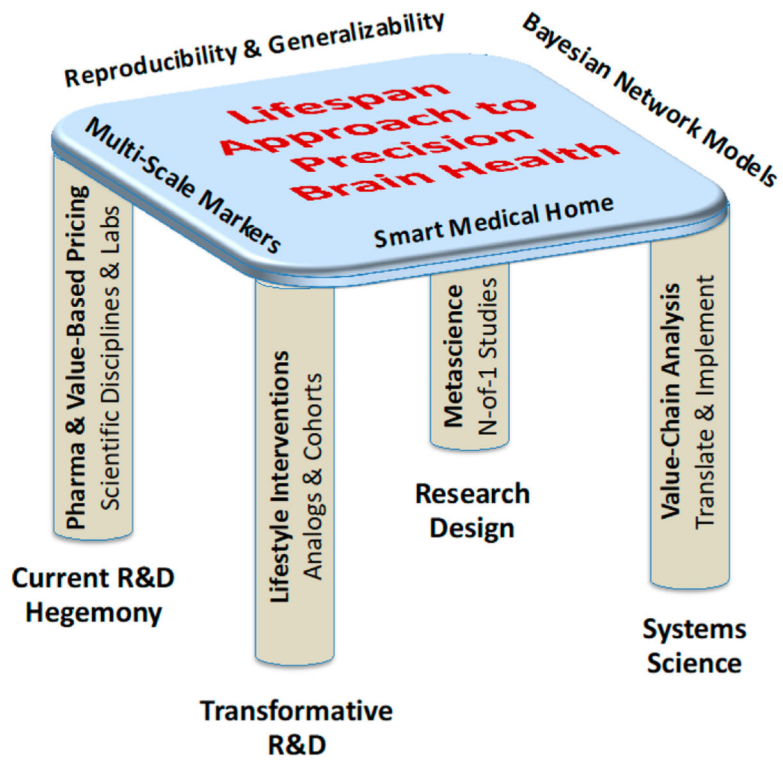 Reproducibility & Generalizability
Bayesian Network Models
Lifespan
Approach to
Precision
Brain Health
Multi-Scale Markers
Smart Medical Home
Pharma & Value-Based Pricing
Scientific Disciplines & Labs
Lifestyle Interventions
Analogs & Cohorts
Metascience
N-of-1 Studies
Value-Chain Analysis
Translate & Implement
Current R&D
Hegemony
Transformative
R&D
Research
Design
Systems
Science